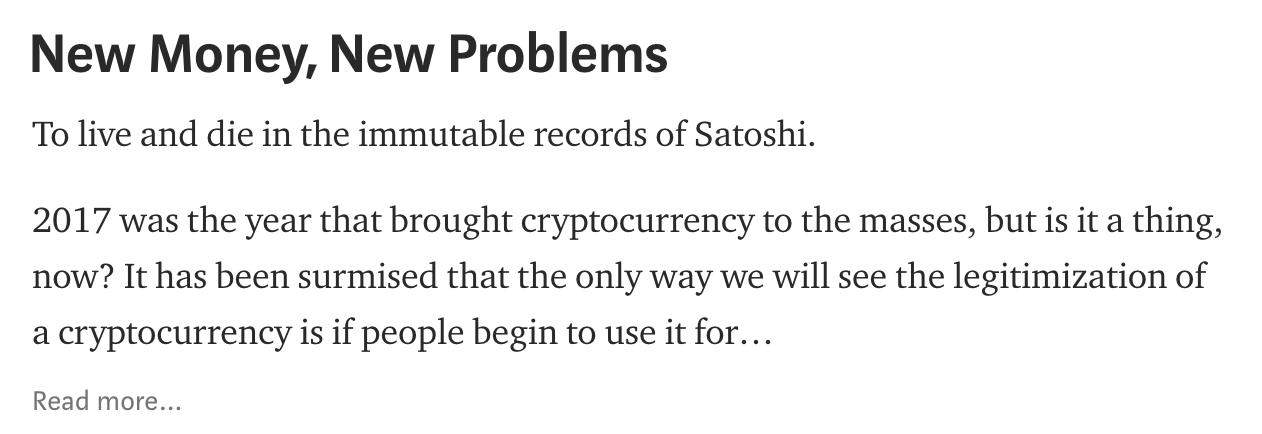 New Money, New Problems
To live and die in the immutable records of Satoshi.
2017 was the year that brought cryptocurrency to the masses, but is it a thing,
now? It has been surmised that the only way we will see the legitimization of
a cryptocurrency is if people begin to use it for…
Read more…